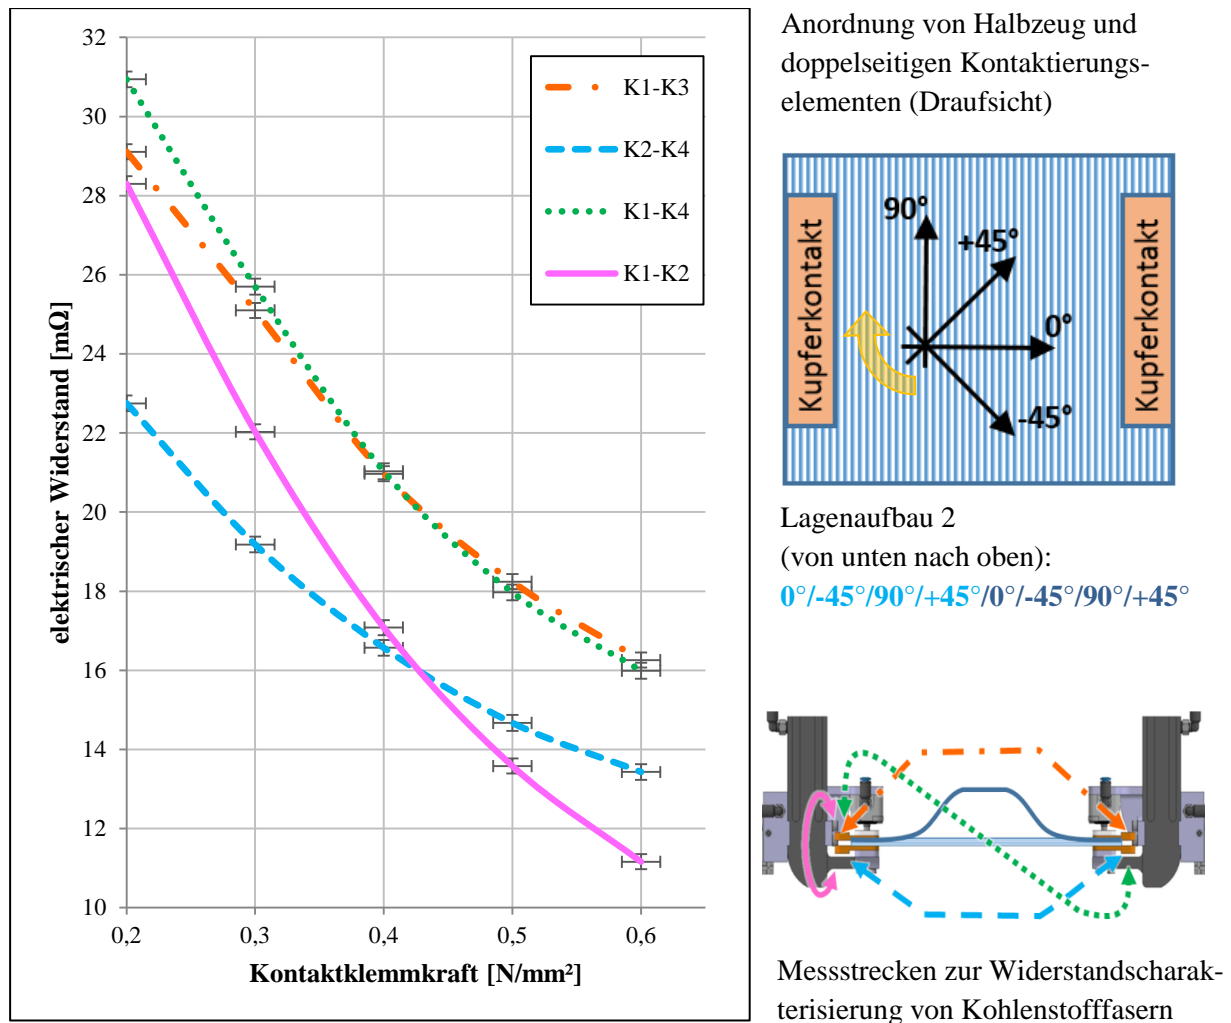 32
30
28
26
24
22
20
18
16
14
12
10
0,2
0,3
0,4
0,5
0,6
elektrischer Widerstand [mΩ]
Kontaktklemmkraft [N/mm²]
K1-K3
K2-K4
K1-K4
K1-K2
Anordnung von Halbzeug und
doppelseitigen Kontaktierungs-
elementen (Draufsicht)
Kupferkontakt
90°
+45°
0°
-45°
Kupferkontakt
Lagenaufbau 2
(von unten nach oben):
0°/-45°/90°/+45°/0°/-45°/90°/+45°
Messstrecken zur Widerstandscharak-
terisierung von Kohlenstofffasern